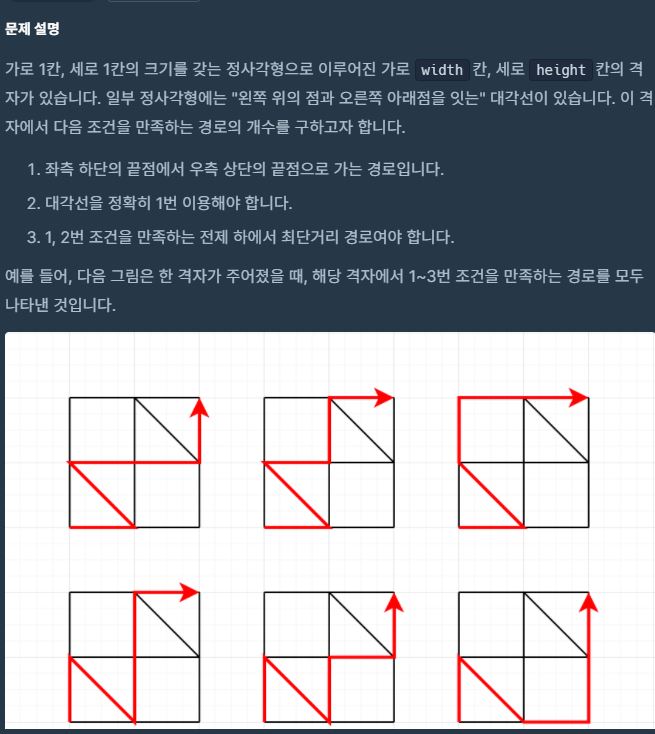 문제 설명
가로 1칸, 세로 1칸의 크기를 갖는 정사각형으로 이루어진 가로 width 칸, 세로 height 칸의 격
자가 있습니다. 일부 정사각형에는 "왼쪽 위의 점과 오른쪽 아래점을 잇는" 대각선이 있습니다. 이 격
자에서 다음 조건을 만족하는 경로의 개수를 구하고자 합니다.
1. 좌측 하단의 끝점에서 우측 상단의 끝점으로 가는 경로입니다.
2. 대각선을 정확히 1번 이용해야 합니다.
3. 1, 2번 조건을 만족하는 전제 하에서 최단거리 경로여야 합니다.
예를 들어, 다음 그림은 한 격자가 주어졌을 때, 해당 격자에서 1~3번 조건을 만족하는 경로를 모두
나타낸 것입니다.